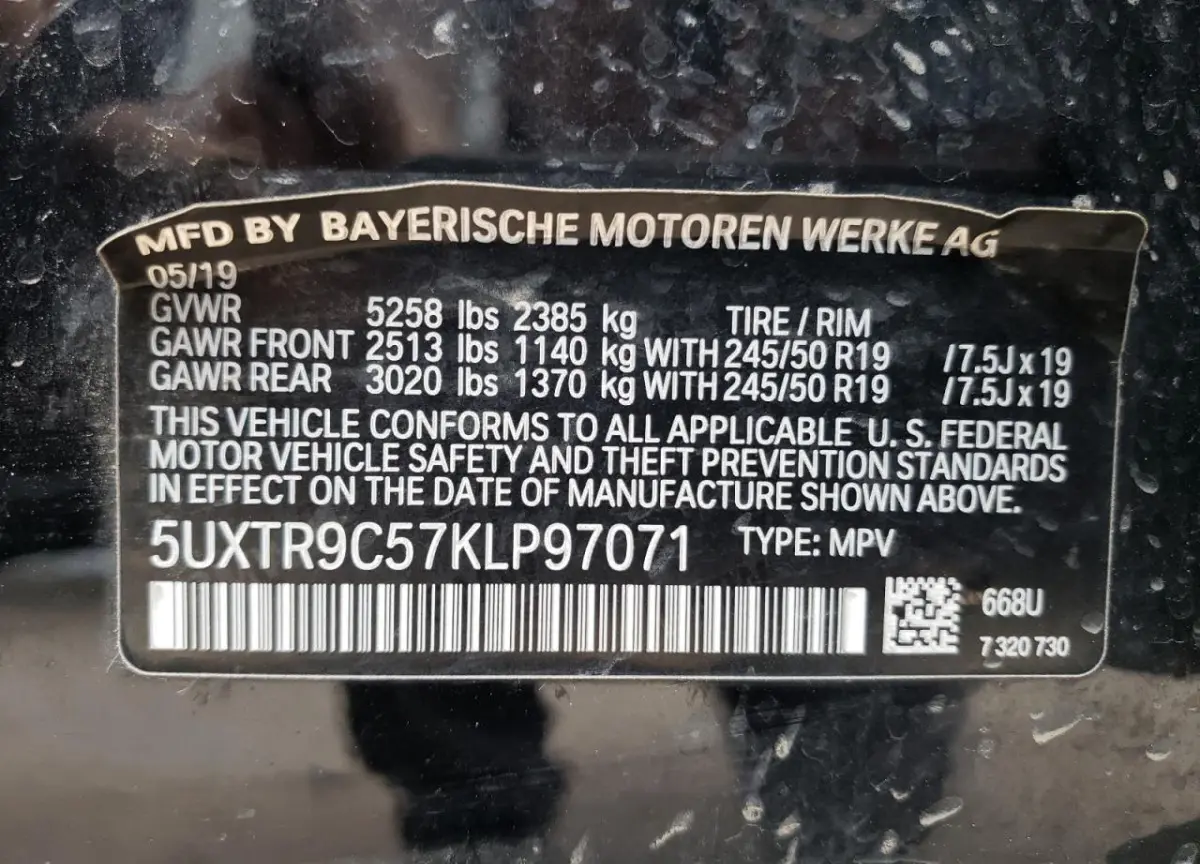 MFD BY BAYERISCHE MOTOREN WERKE AG
05/19
GVWR 5258 lbs 2385 kg TIRE / RIM
GAWR FRONT 2513 lbs 1140 kg WITH 245/50 R19 /7.5J x 19
GAWR REAR 3020 lbs 1370 kg WITH 245/50 R19 /7.5J x 19
THIS VEHICLE CONFORMS TO ALL APPLICABLE U. S. FEDERAL
MOTOR VEHICLE SAFETY AND THEFT PREVENTION STANDARDS
IN EFFECT ON THE DATE OF MANUFACTURE SHOWN ABOVE.
5UXTR9C57KLP97071 TYPE: MPV
668U
7 320 730